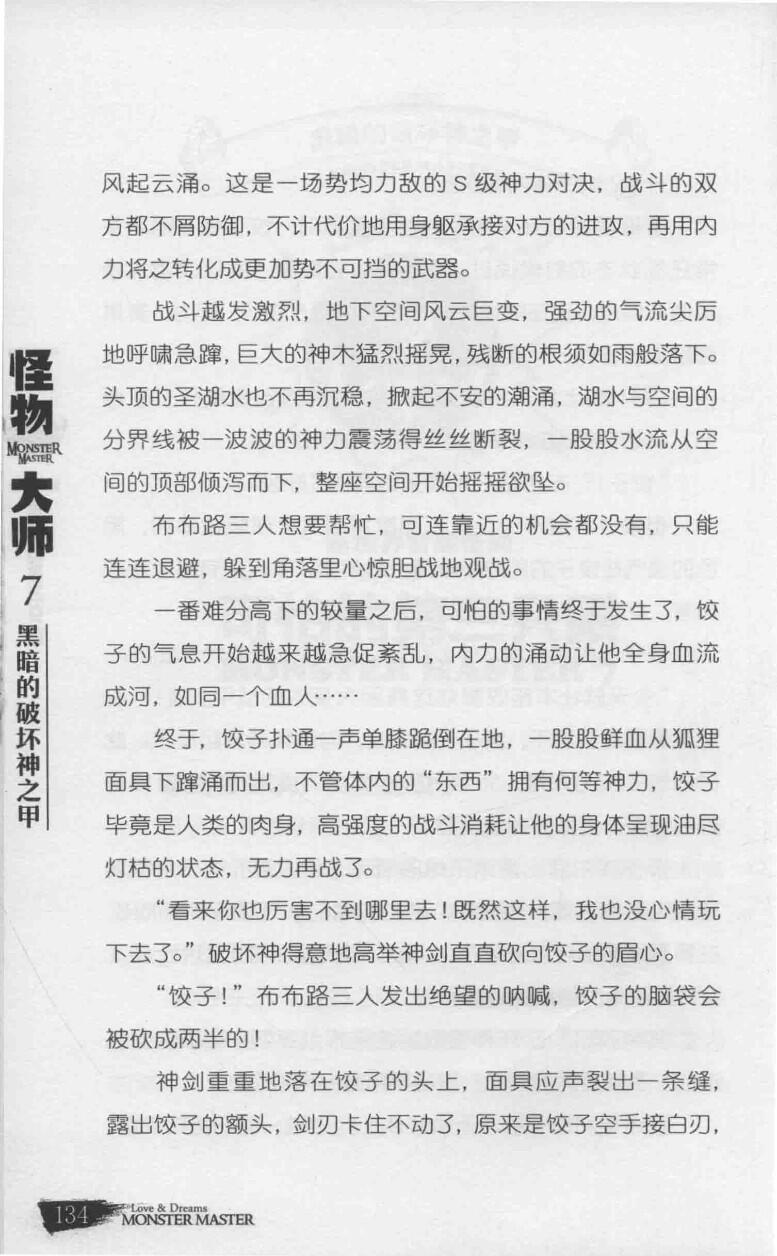 风起云涌。这是一场势均力敌的 S 级神力对决，战斗的双
方都不屑防御，不计代价地用身躯承接对方的进攻，再用内
力将之转化成更加势不可挡的武器。
战斗越发激烈，地下空间风云巨变，强劲的气流尖厉
地呼啸急蹿，巨大的神木猛烈摇晃，残断的根须如雨般落下。
头顶的圣湖水也不再沉稳，掀起不安的潮涌，湖水与空间的
分界线被一波波的神力震荡得丝丝断裂，一股股水流从空
间的顶部倾泻而下，整座空间开始摇摇欲坠。
布布路三人想要帮忙，可连靠近的机会都没有，只能
连连退避，躲到角落里心惊胆战地观战。
一番难分高下的较量之后，可怕的事情终于发生了，饺
子的气息开始越来越急促紊乱，内力的涌动让他全身血流
成河，如同一个血人……
终于，饺子扑通一声单膝跪倒在地，一股股鲜血从狐狸
面具下蹿涌而出，不管体内的“东西”拥有何等神力，饺子
毕竟是人类的肉身，高强度的战斗消耗让他的身体呈现油尽
灯枯的状态，无力再战了。
“看来你也厉害不到哪里去！既然这样，我也没心情玩
下去了。”破坏神得意地高举神剑直直砍向饺子的眉心。
“饺子！”布布路三人发出绝望的呐喊，饺子的脑袋会
被砍成两半的！
神剑重重地落在饺子的头上，面具应声裂出一条缝，
露出饺子的额头，剑刃卡住不动了，原来是饺子空手接白刃，
怪物
MONSTER
MASTER
大师
7
黑暗的破坏神之甲
134
Love & Dreams
MONSTER MASTER